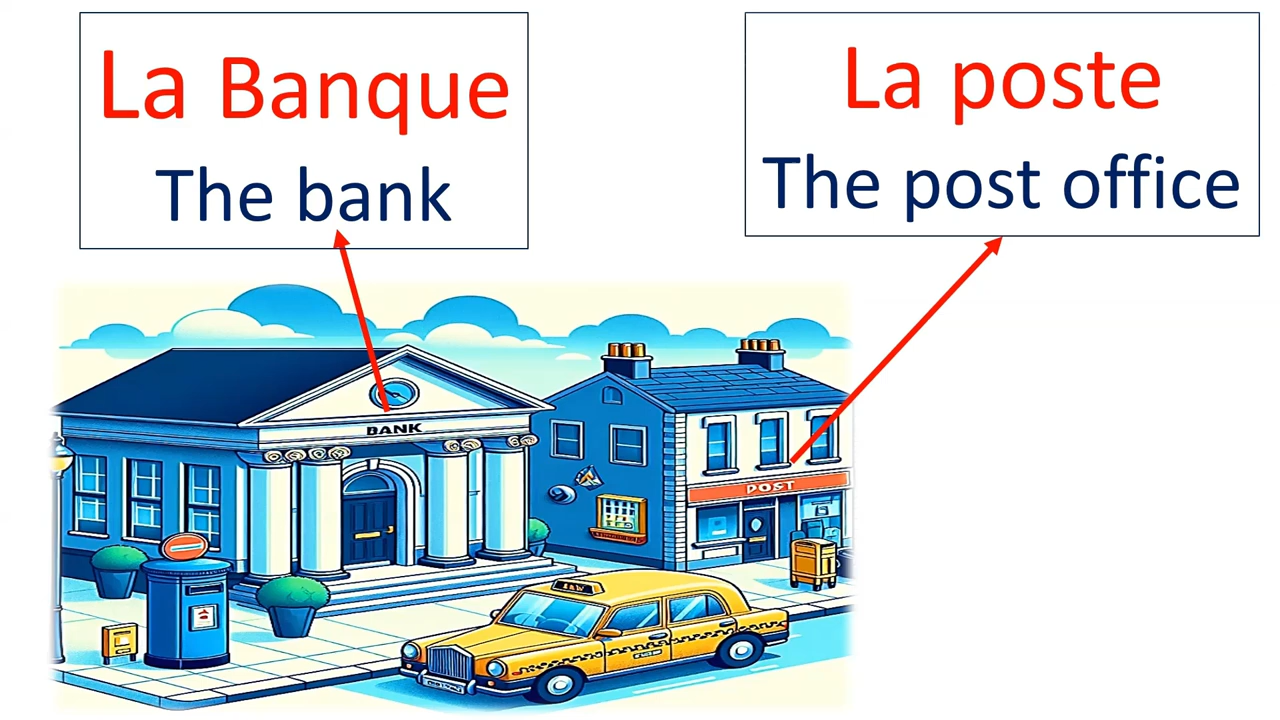 La Banque
The bank
La poste
The post office
BANK
POST